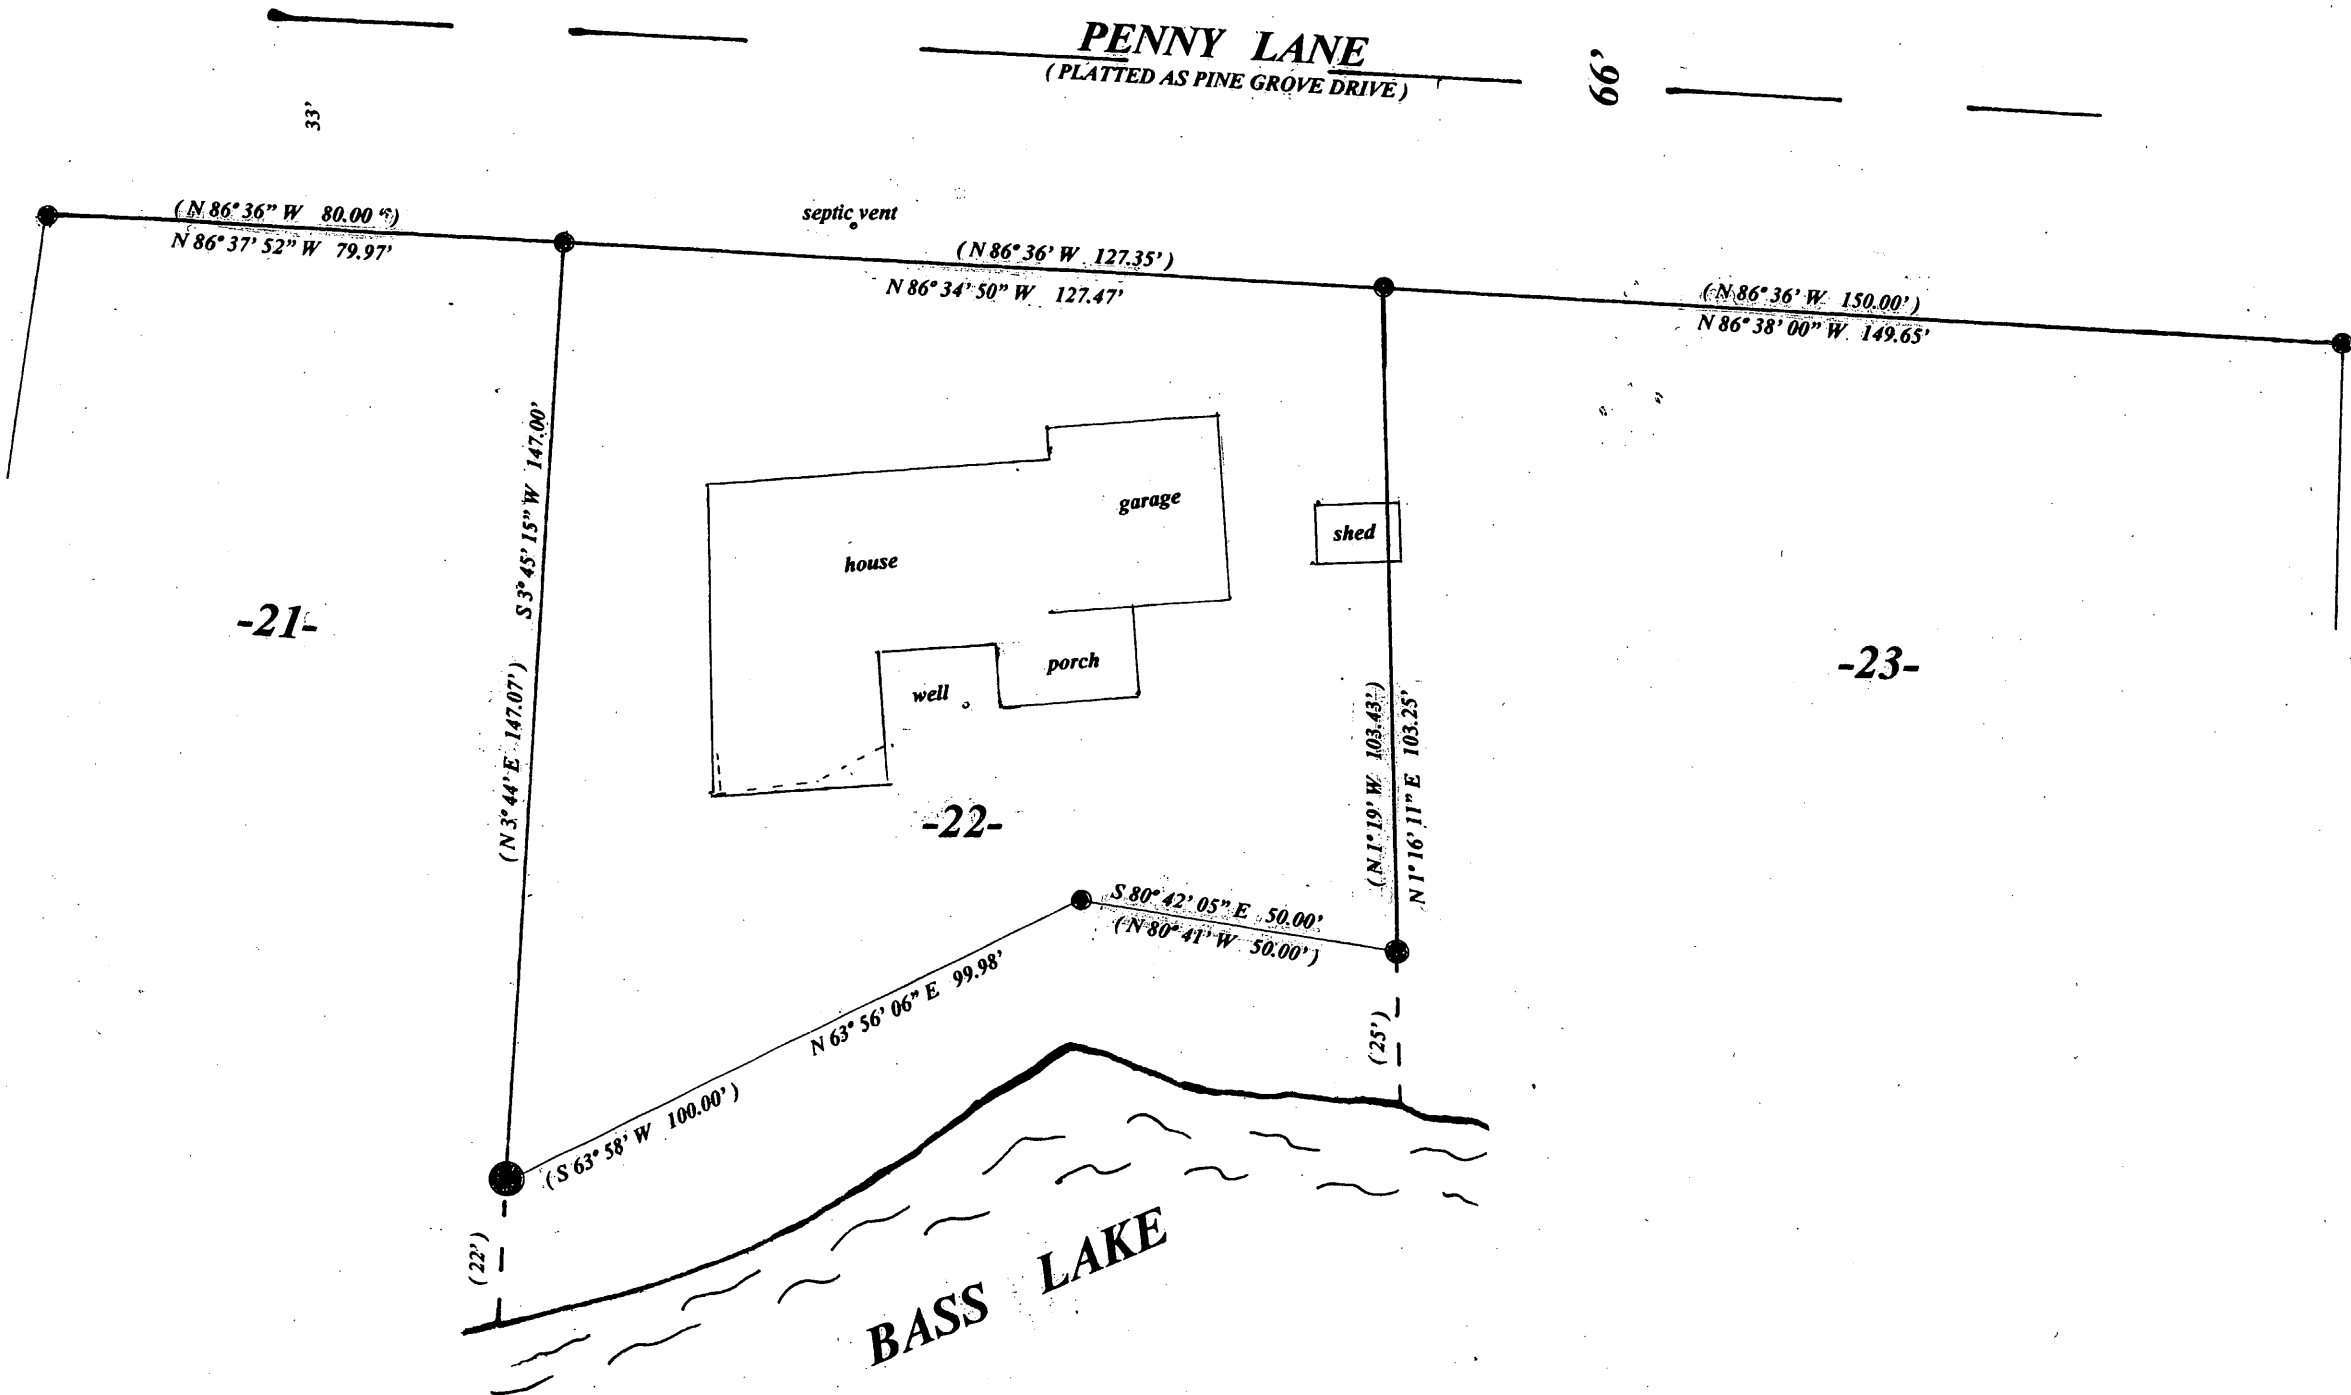 PENNY LANE
( PLATTED AS PINE GROVE DRIVE )
66'
33'
( N 86° 36” W 80.00 “)
N 86° 37’ 52” W 79.97’
septic vent
( N 86° 36’ W 127.35’ )
N 86° 34’ 50” W 127.47’
( N 86° 36’ W 150.00’ )
N 86° 38’ 00” W 149.65’
S 3° 45’ 15” W 147.00’
( N 3° 44’ E 147.07’ )
garage
shed
house
-21-
porch
well
-23-
( N 1° 19’ W 103.43’ )
N 1° 16’ 11” E 103.25’
-22-
S 80° 42’ 05” E 50.00’
( N 80° 41’ W 50.00’ )
N 63° 56’ 06” E 99.98’
( S 63° 58’ W 100.00’ )
( 25’ )
( 22’ )
BASS LAKE